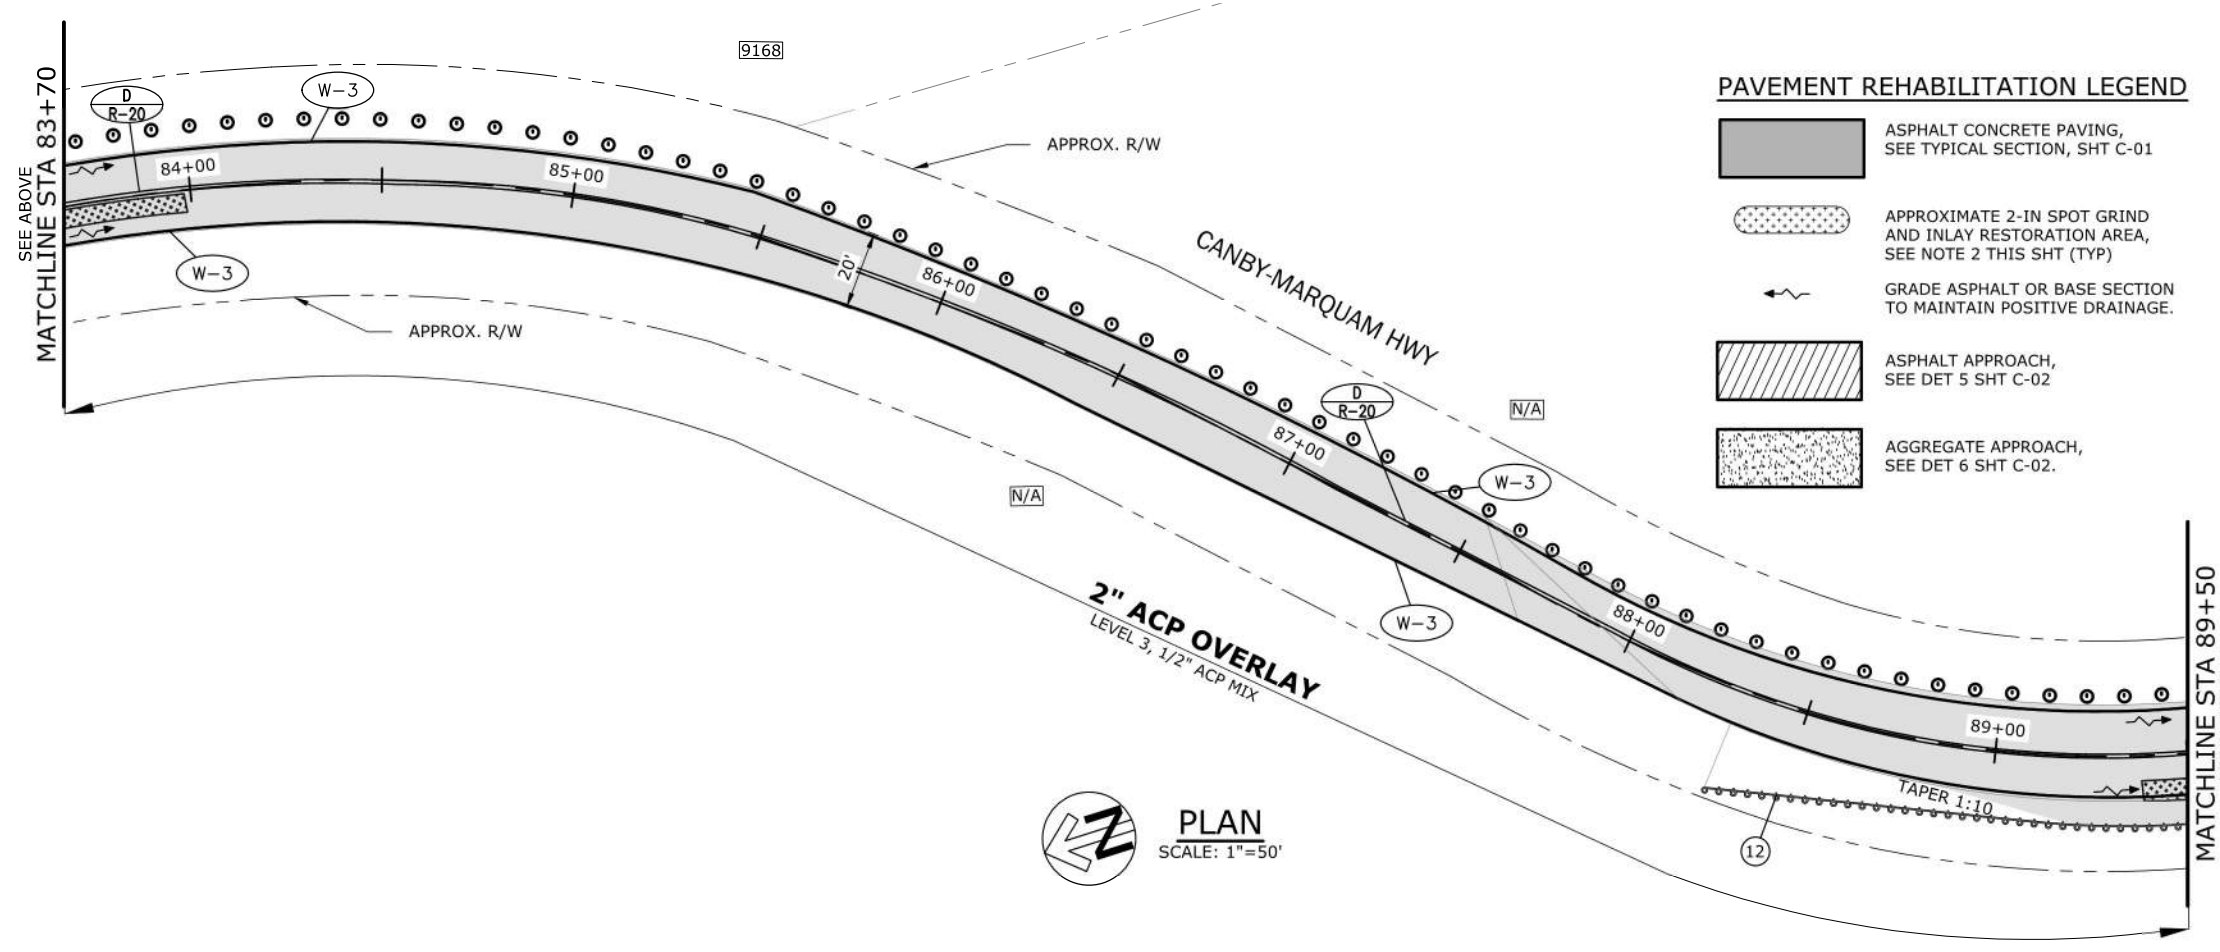 SEE ABOVE
MATCHLINE STA 83+70
D
R-20
W-3
9168
84+00
85+00
APPROX. R/W
W-3
APPROX. R/W
20'
86+00
CANBY-MARQUAM HWY
D
R-20
N/A
87+00
W-3
N/A
W-3
88+00
2" ACP OVERLAY
LEVEL 3, 1/2" ACP MIX
89+00
TAPER 1:10
12
MATCHLINE STA 89+50
N
PLAN
SCALE: 1"=50'
PAVEMENT REHABILITATION LEGEND
ASPHALT CONCRETE PAVING,
SEE TYPICAL SECTION, SHT C-01
APPROXIMATE 2-IN SPOT GRIND
AND INLAY RESTORATION AREA,
SEE NOTE 2 THIS SHT (TYP)
GRADE ASPHALT OR BASE SECTION
TO MAINTAIN POSITIVE DRAINAGE.
ASPHALT APPROACH,
SEE DET 5 SHT C-02
AGGREGATE APPROACH,
SEE DET 6 SHT C-02.